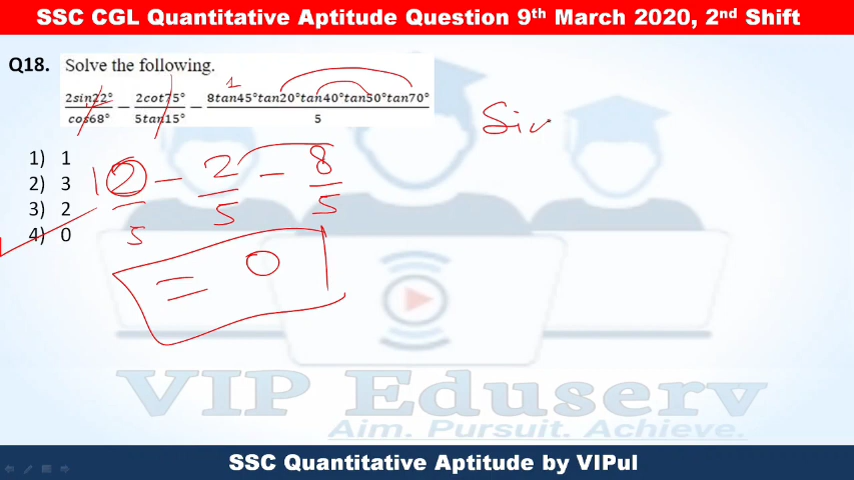 SSC CGL Quantitative Aptitude Question 9th March 2020, 2nd Shift
Q18. Solve the following.
1
2sin22°/cos68° − 2cot75°/5tan15° − 8tan45°tan20°tan40°tan50°tan70°/5
Sin
1) 1
2) 3
3) 2
4) 0
10 2/5 − 2/5 − 8/5
= 0
VIP Eduserv
Aim. Pursuit. Achieve.
SSC Quantitative Aptitude by VIPul